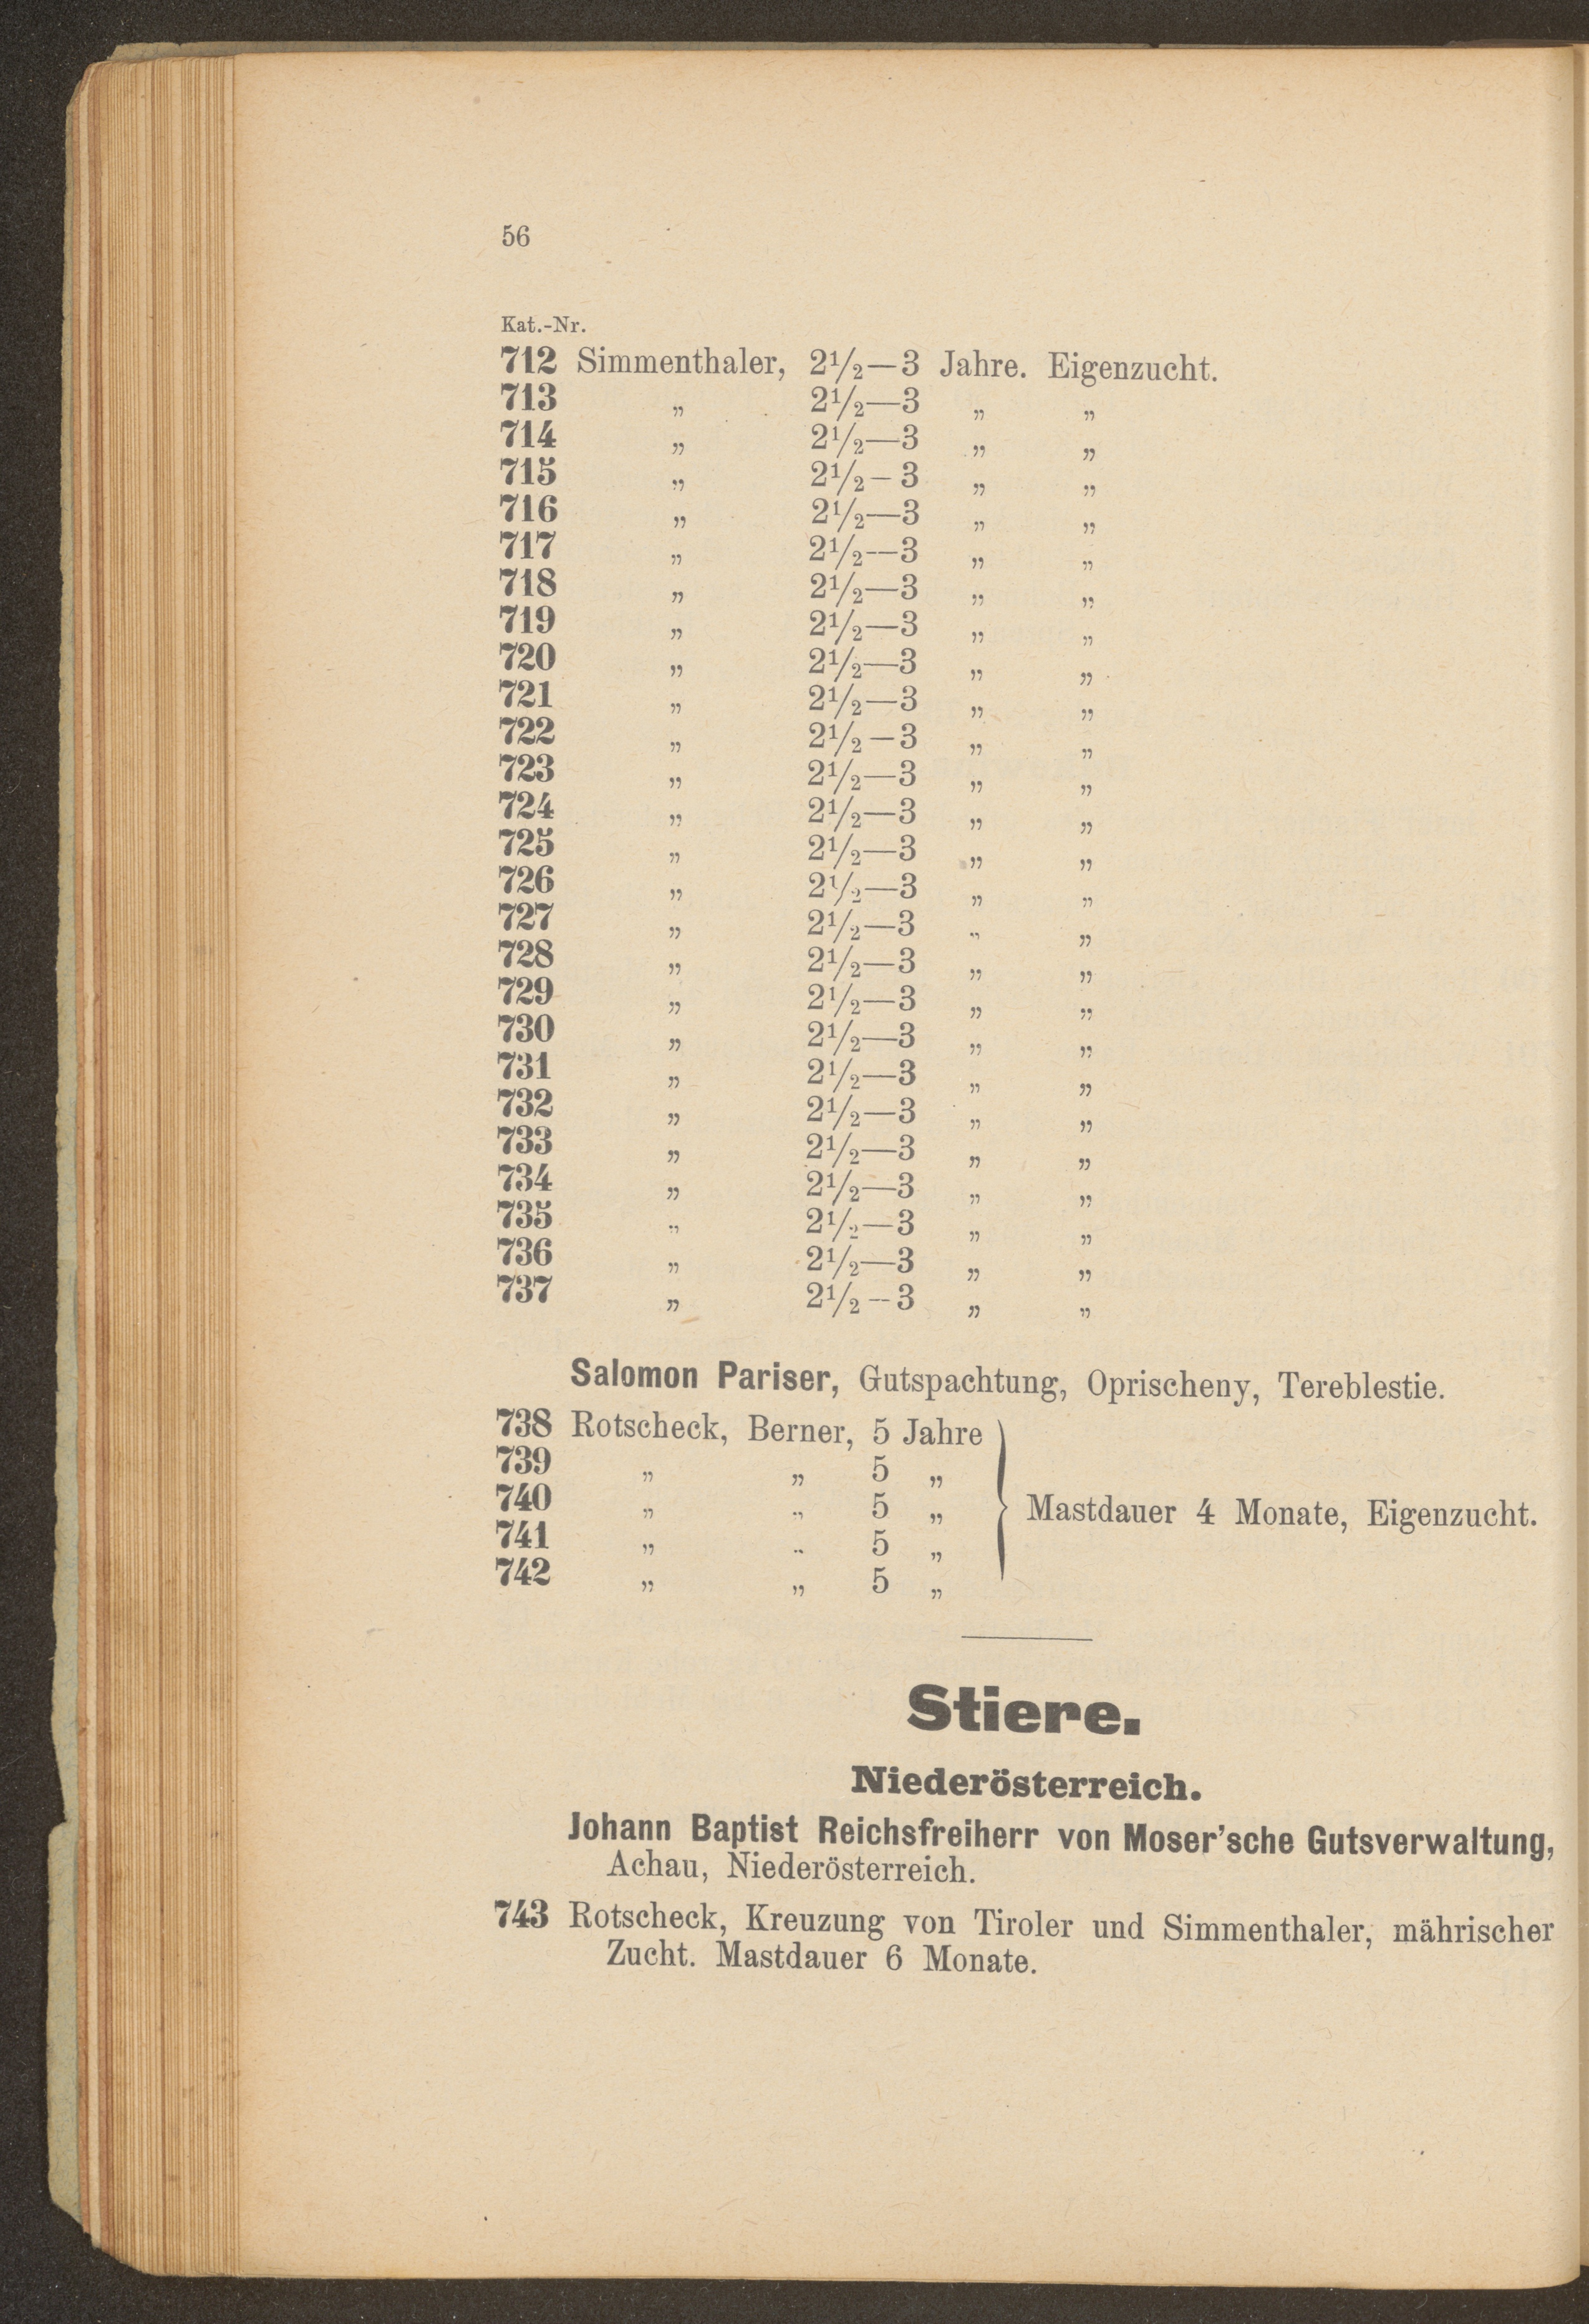 56
Kat.-Nr.
712 Simmenthaler, 2½—3 Jahre. Eigenzucht.
713 „ 2½—3 „ „
714 „ 2½—3 „ „
715 „ 2½—3 „ „
716 „ 2½—3 „ „
717 „ 2½—3 „ „
718 „ 2½—3 „ „
719 „ 2½—3 „ „
720 „ 2½—3 „ „
721 „ 2½—3 „ „
722 „ 2½—3 „ „
723 „ 2½—3 „ „
724 „ 2½—3 „ „
725 „ 2½—3 „ „
726 „ 2½—3 „ „
727 „ 2½—3 „ „
728 „ 2½—3 „ „
729 „ 2½—3 „ „
730 „ 2½—3 „ „
731 „ 2½—3 „ „
732 „ 2½—3 „ „
733 „ 2½—3 „ „
734 „ 2½—3 „ „
735 „ 2½—3 „ „
736 „ 2½—3 „ „
737 „ 2½—3 „ „
Salomon Pariser, Gutspachtung, Oprischeny, Tereblestie.
738 Rotscheck, Berner, 5 Jahre
739 „ „ 5 „
740 „ „ 5 „ Mastdauer 4 Monate, Eigenzucht.
741 „ „ 5 „
742 „ „ 5 „
Stiere.
Niederösterreich.
Johann Baptist Reichsfreiherr von Moser'sche Gutsverwaltung,
Achau, Niederösterreich.
743 Rotscheck, Kreuzung von Tiroler und Simmenthaler, mährischer
Zucht. Mastdauer 6 Monate.